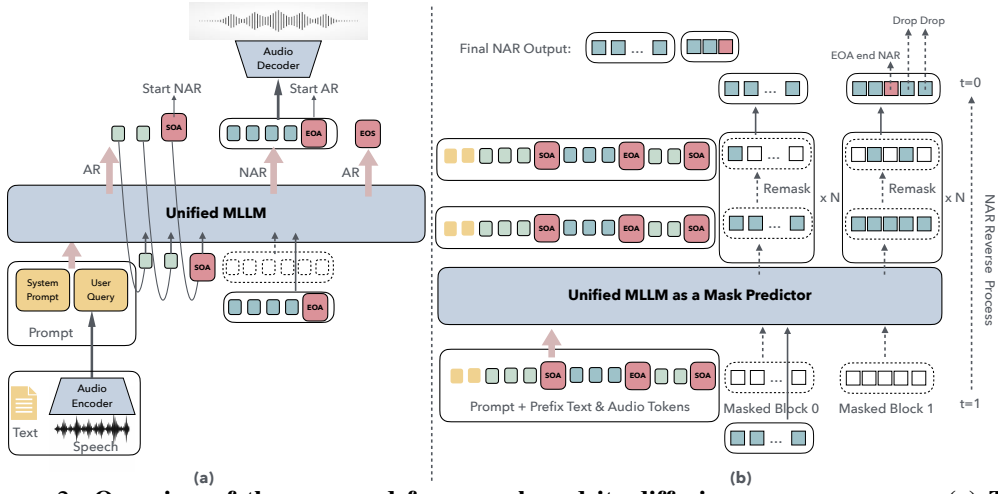 Audio
Decoder
Start NAR
Start AR
SOA
EOA
EOS
AR
NAR
AR
Unified MLLM
System
Prompt
User
Query
SOA
EOA
Prompt
Text
Audio
Encoder
Speech
(a)
Final NAR Output:
Drop Drop
EOA end NAR
t=0
SOA
EOA
SOA
Remask
x N
Remask
x N
SOA
EOA
SOA
NAR Reverse Process
Unified MLLM as a Mask Predictor
SOA
EOA
SOA
Prompt + Prefix Text & Audio Tokens
Masked Block 0
Masked Block 1
t=1
(b)